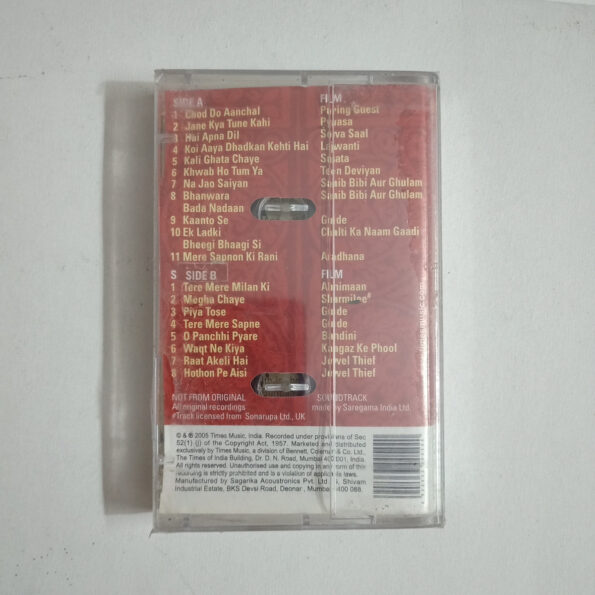 SIDE A FILM
1 Chod Do Aanchal Paying Guest
2 Jane Kya Tune Kahi Pyaasa
3 Hai Apna Dil Solva Saal
4 Koi Aaya Dhadkan Kehti Hai Lajwanti
5 Kali Ghata Chaye Sujata
6 Khwab Ho Tum Ya Teen Deviyan
7 Na Jao Saiyan Sahib Bibi Aur Ghulam
8 Bhanwara Sahib Bibi Aur Ghulam
Bada Nadaan
9 Kaanto Se Guide
10 Ek Ladki Chalti Ka Naam Gaadi
Bheegi Bhaagi Si
11 Mere Sapnon Ki Rani Aradhana
S SIDE B FILM
1 Tere Mere Milan Ki Abhimaan
2 Megha Chaye Sharmilee#
3 Piya Tose Guide
4 Tere Mere Sapne Guide
5 O Panchhi Pyare Bandini
6 Waqt Ne Kiya Kaagaz Ke Phool
7 Raat Akeli Hai Jewel Thief
8 Hothon Pe Aisi Jewel Thief
NOT FROM ORIGINAL SOUNDTRACK
All original recordings made by Saregama India Ltd.
#Track licensed from Sonarupa Ltd., UK
© & ℗ 2005 Times Music, India. Recorded under provisions of Sec
52(1) (j) of the Copyright Act, 1957. Marketed and distributed
exclusively by Times Music, a division of Bennett, Coleman & Co. Ltd.,
The Times of India Building, Dr. D. N. Road, Mumbai 400 001, India.
All rights reserved. Unauthorised use and copying in any form of this
recording is strictly prohibited and is a violation of applicable laws.
Manufactured by Sagarika Acoustronics Pvt. Ltd., Shivam
Industrial Estate, BKS Devsi Road, Deonar, Mumbai 400 088.